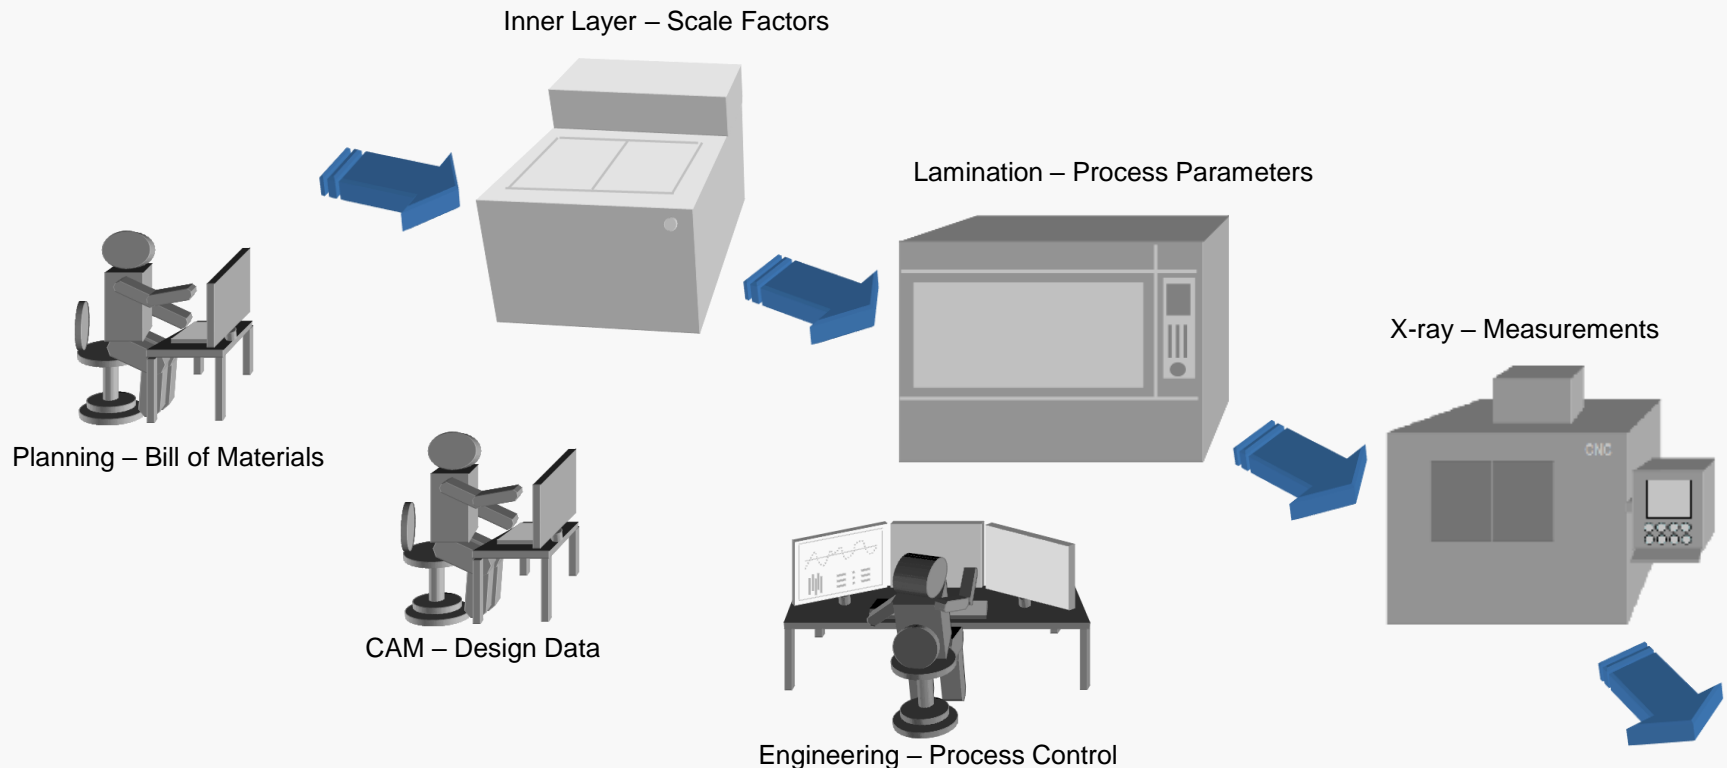 Inner Layer – Scale Factors
Lamination – Process Parameters
X-ray – Measurements
CNC
Planning – Bill of Materials
CAM – Design Data
Engineering – Process Control